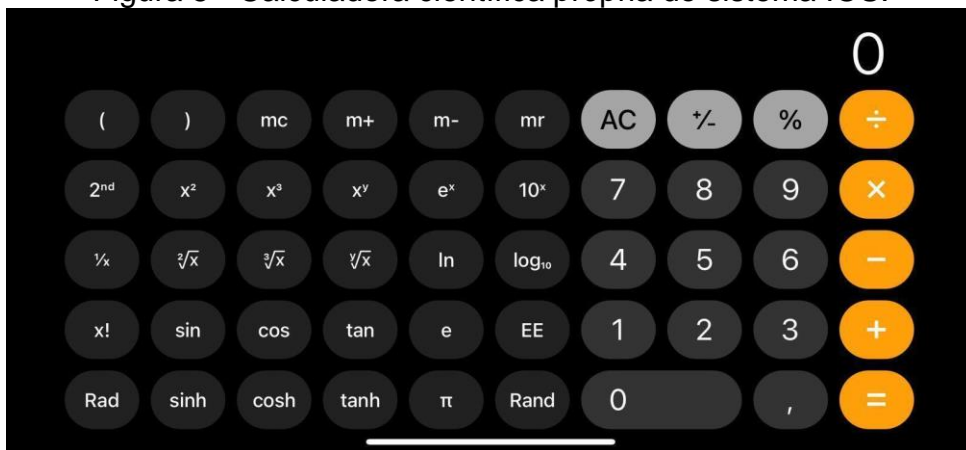 Figura 3 - Calculadora científica própria do sistema IOS.
0
( ) mc m+ m- mr AC +/- % ÷
2ⁿᵈ x² x³ xʸ eˣ 10ˣ 7 8 9 ×
¹/x ²√x ³√x ʸ√x ln log₁₀ 4 5 6 −
x! sin cos tan e EE 1 2 3 +
Rad sinh cosh tanh π Rand 0 , =